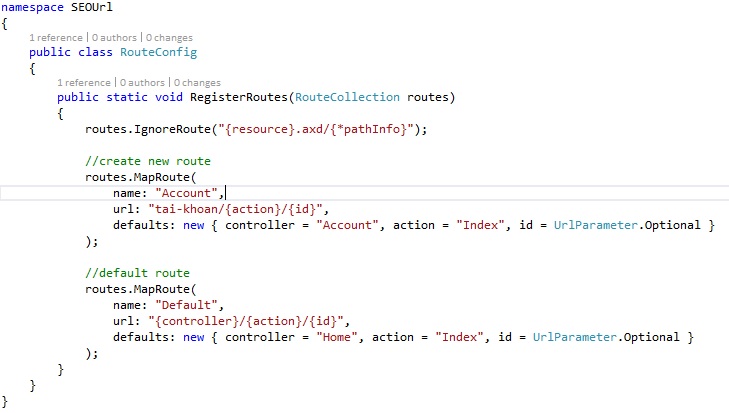 namespace SEOUrl
{
1 reference | 0 authors | 0 changes
public class RouteConfig
{
1 reference | 0 authors | 0 changes
public static void RegisterRoutes(RouteCollection routes)
{
routes.IgnoreRoute("{resource}.axd/{*pathInfo}");
//create new route
routes.MapRoute(
name: "Account",
url: "tai-khoan/{action}/{id}",
defaults: new { controller = "Account", action = "Index", id = UrlParameter.Optional }
);
//default route
routes.MapRoute(
name: "Default",
url: "{controller}/{action}/{id}",
defaults: new { controller = "Home", action = "Index", id = UrlParameter.Optional }
);
}
}
}